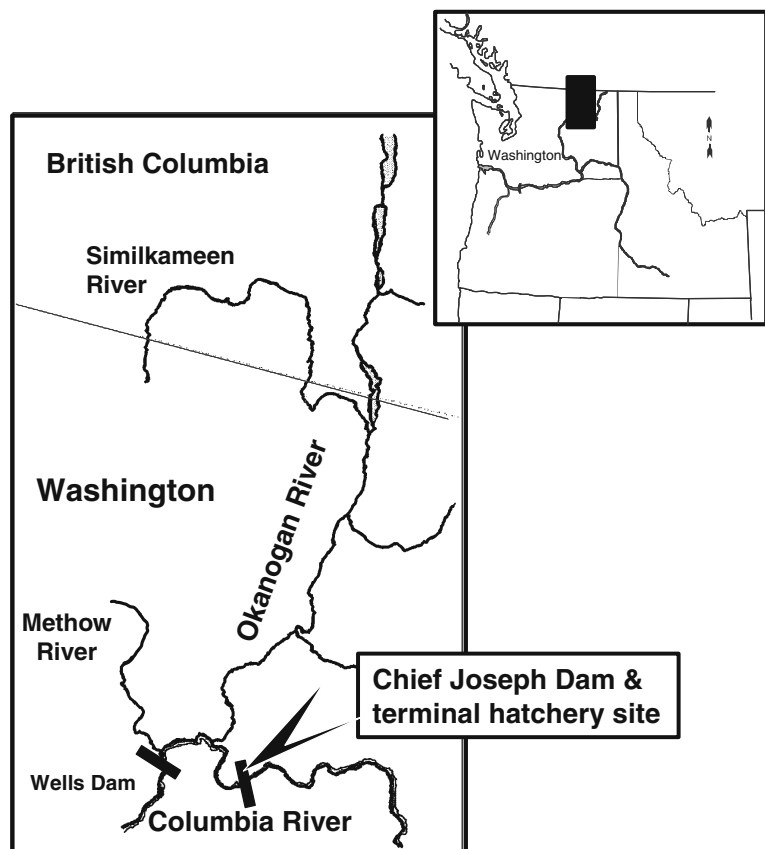 British Columbia
Similkameen
River
Washington
Okanogan River
Methow
River
Wells Dam
Columbia River
Chief Joseph Dam &
terminal hatchery site
Washington
N